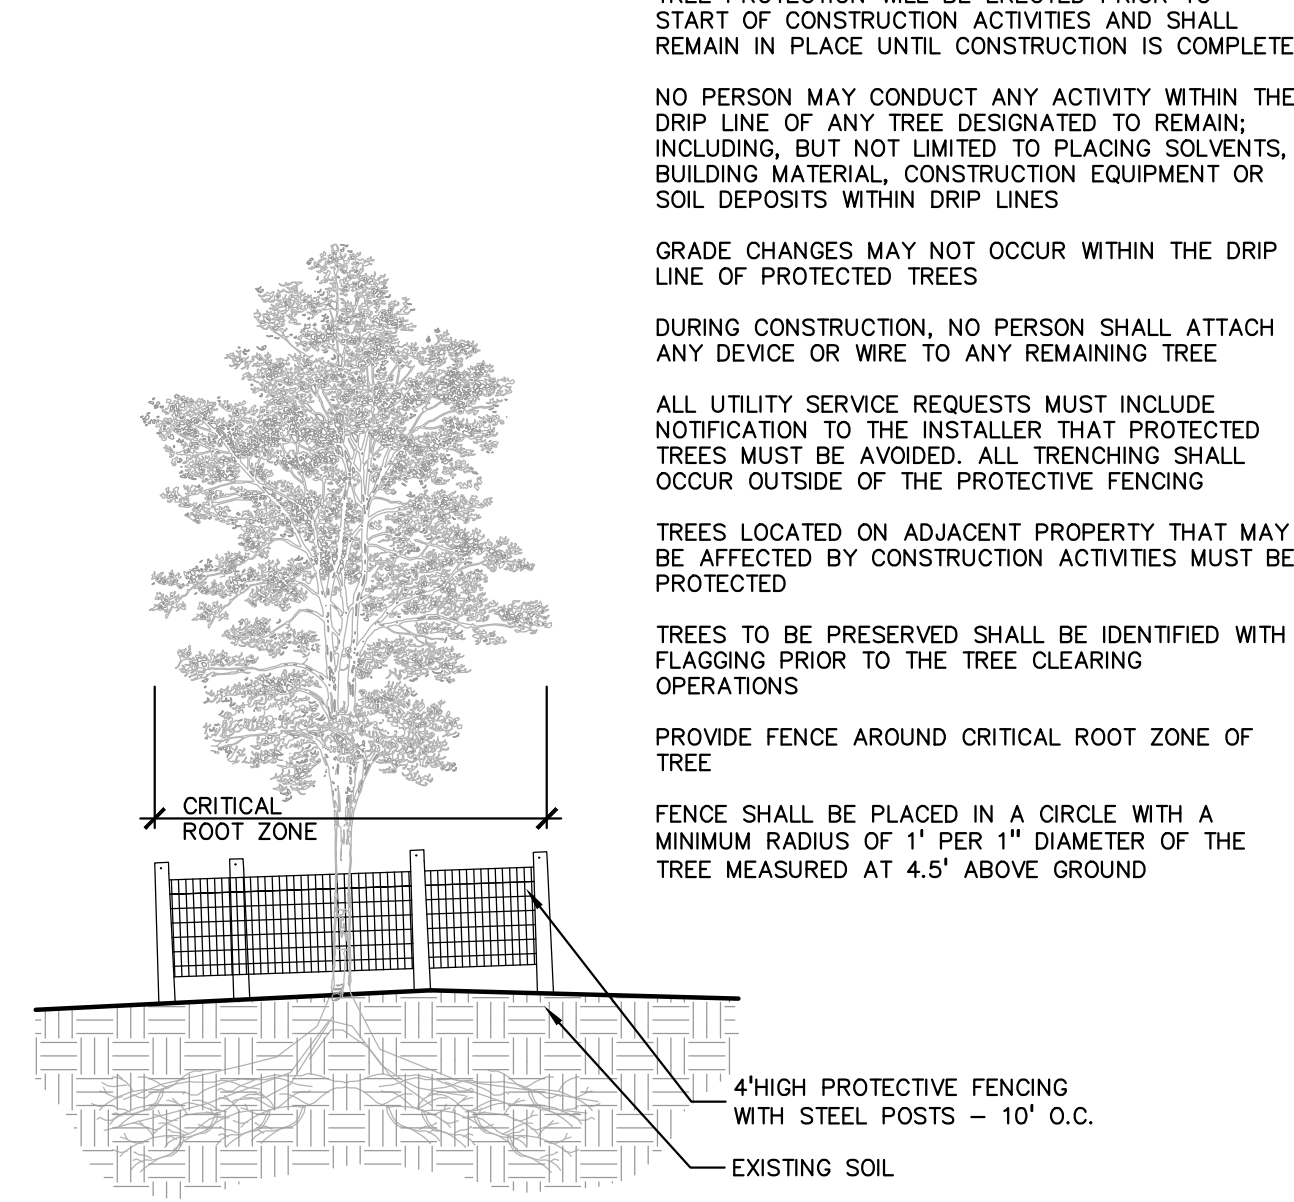 TREE PROTECTION WILL BE ERECTED PRIOR TO
START OF CONSTRUCTION ACTIVITIES AND SHALL
REMAIN IN PLACE UNTIL CONSTRUCTION IS COMPLETE
NO PERSON MAY CONDUCT ANY ACTIVITY WITHIN THE
DRIP LINE OF ANY TREE DESIGNATED TO REMAIN;
INCLUDING, BUT NOT LIMITED TO PLACING SOLVENTS,
BUILDING MATERIAL, CONSTRUCTION EQUIPMENT OR
SOIL DEPOSITS WITHIN DRIP LINES
GRADE CHANGES MAY NOT OCCUR WITHIN THE DRIP
LINE OF PROTECTED TREES
DURING CONSTRUCTION, NO PERSON SHALL ATTACH
ANY DEVICE OR WIRE TO ANY REMAINING TREE
ALL UTILITY SERVICE REQUESTS MUST INCLUDE
NOTIFICATION TO THE INSTALLER THAT PROTECTED
TREES MUST BE AVOIDED. ALL TRENCHING SHALL
OCCUR OUTSIDE OF THE PROTECTIVE FENCING
TREES LOCATED ON ADJACENT PROPERTY THAT MAY
BE AFFECTED BY CONSTRUCTION ACTIVITIES MUST BE
PROTECTED
TREES TO BE PRESERVED SHALL BE IDENTIFIED WITH
FLAGGING PRIOR TO THE TREE CLEARING
OPERATIONS
PROVIDE FENCE AROUND CRITICAL ROOT ZONE OF
TREE
FENCE SHALL BE PLACED IN A CIRCLE WITH A
MINIMUM RADIUS OF 1' PER 1" DIAMETER OF THE
TREE MEASURED AT 4.5' ABOVE GROUND
CRITICAL
ROOT ZONE
4'HIGH PROTECTIVE FENCING
WITH STEEL POSTS – 10' O.C.
EXISTING SOIL